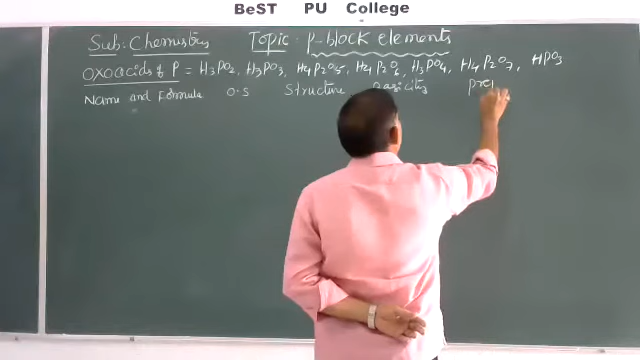 BeST PU College
Sub: Chemistry Topic: p-block elements
Oxoacids of P = H3PO2, H3PO3, H4P2O5, H4P2O6, H3PO4, H4P2O7, HPO3
Name and Formula O.S Structure Basicity Prep